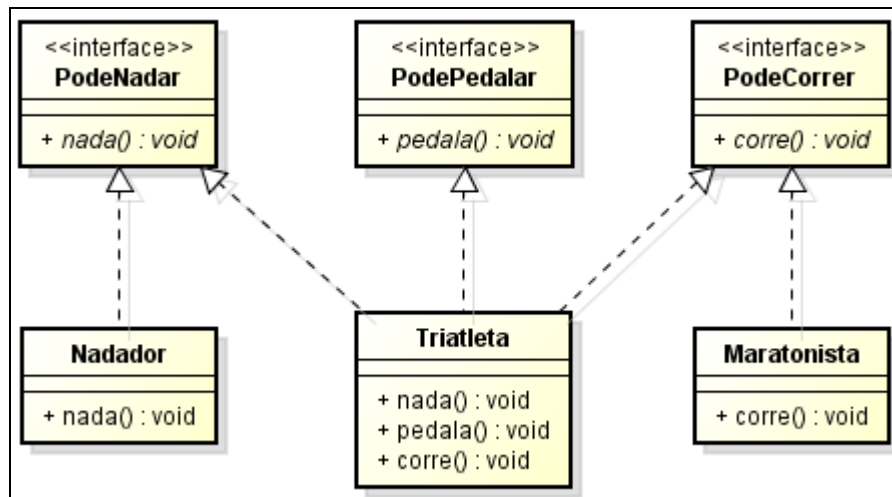 <<interface>>
PodeNadar
+ nada() : void
<<interface>>
PodePedalar
+ pedala() : void
<<interface>>
PodeCorrer
+ corre() : void
Nadador
+ nada() : void
Triatleta
+ nada() : void
+ pedala() : void
+ corre() : void
Maratonista
+ corre() : void